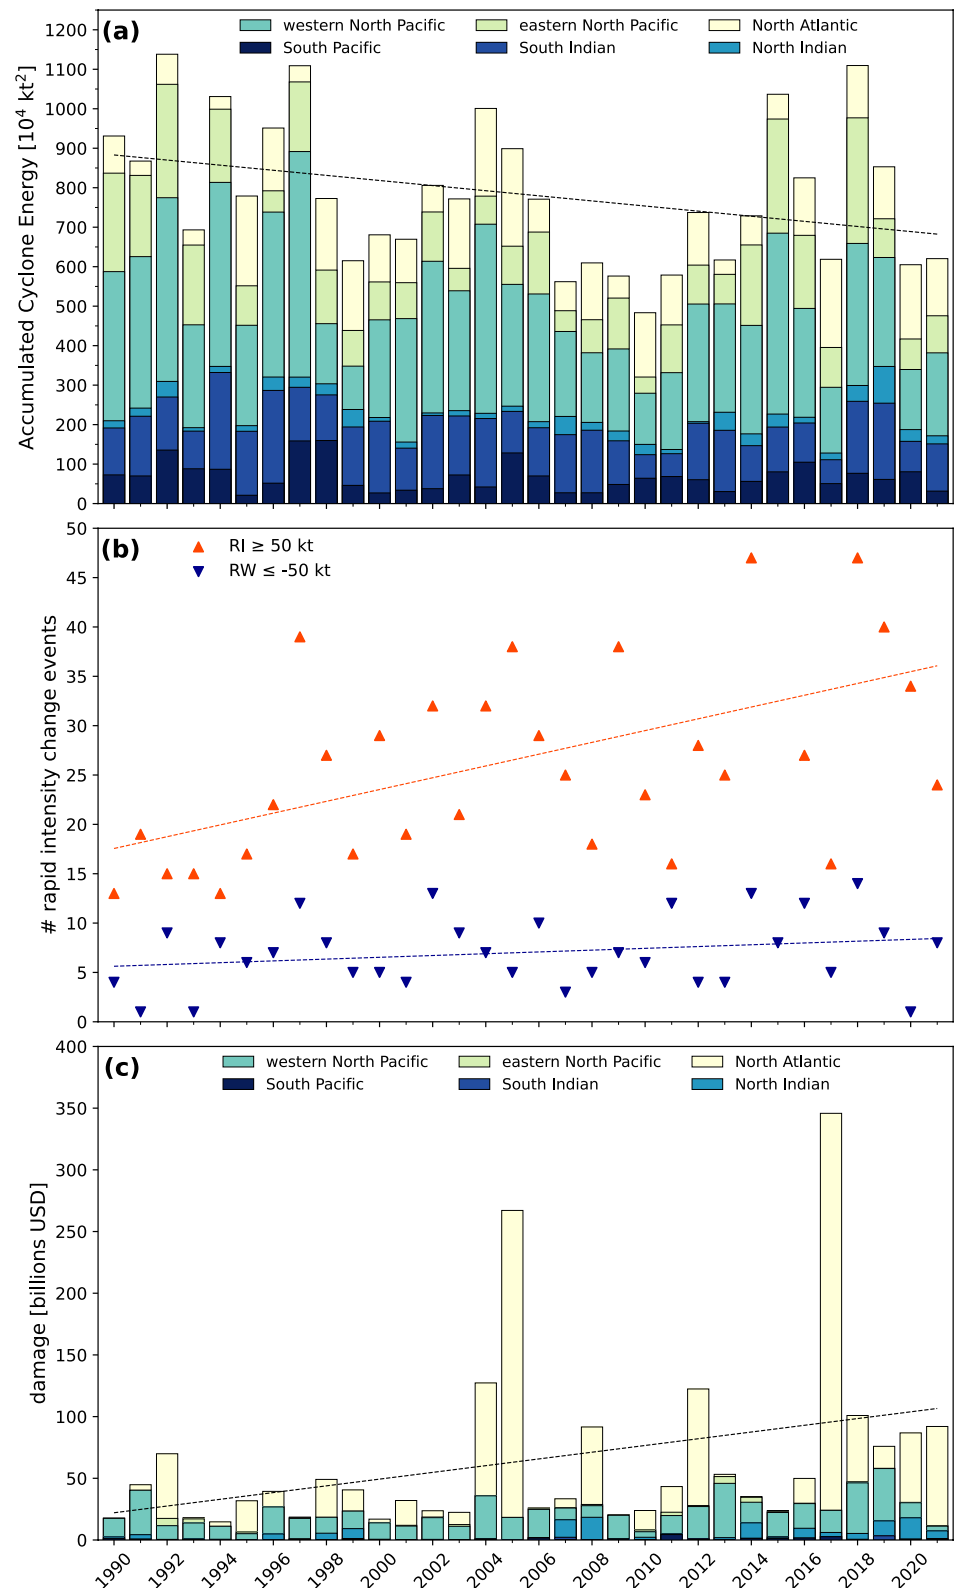 (a)
western North Pacific
eastern North Pacific
North Atlantic
South Pacific
South Indian
North Indian
Accumulated Cyclone Energy [10⁴ kt²]
1200
1100
1000
900
800
700
600
500
400
300
200
100
0
(b)
RI ≥ 50 kt
RW ≤ -50 kt
# rapid intensity change events
50
45
40
35
30
25
20
15
10
5
0
(c)
western North Pacific
eastern North Pacific
North Atlantic
South Pacific
South Indian
North Indian
damage [billions USD]
400
350
300
250
200
150
100
50
0
1990
1992
1994
1996
1998
2000
2002
2004
2006
2008
2010
2012
2014
2016
2018
2020